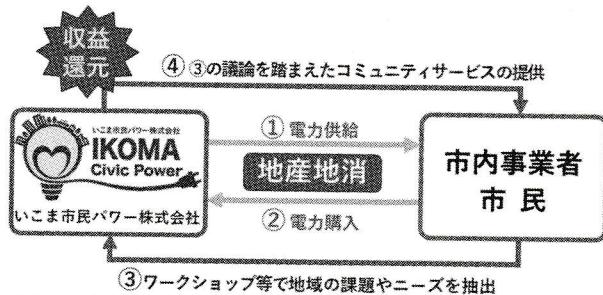 収益
還元
④ ③の議論を踏まえたコミュニティサービスの提供
いこま市民パワー株式会社
IKOMA
Civic Power
いこま市民パワー株式会社
① 電力供給
地産地消
② 電力購入
市内事業者
市民
③ワークショップ等で地域の課題やニーズを抽出